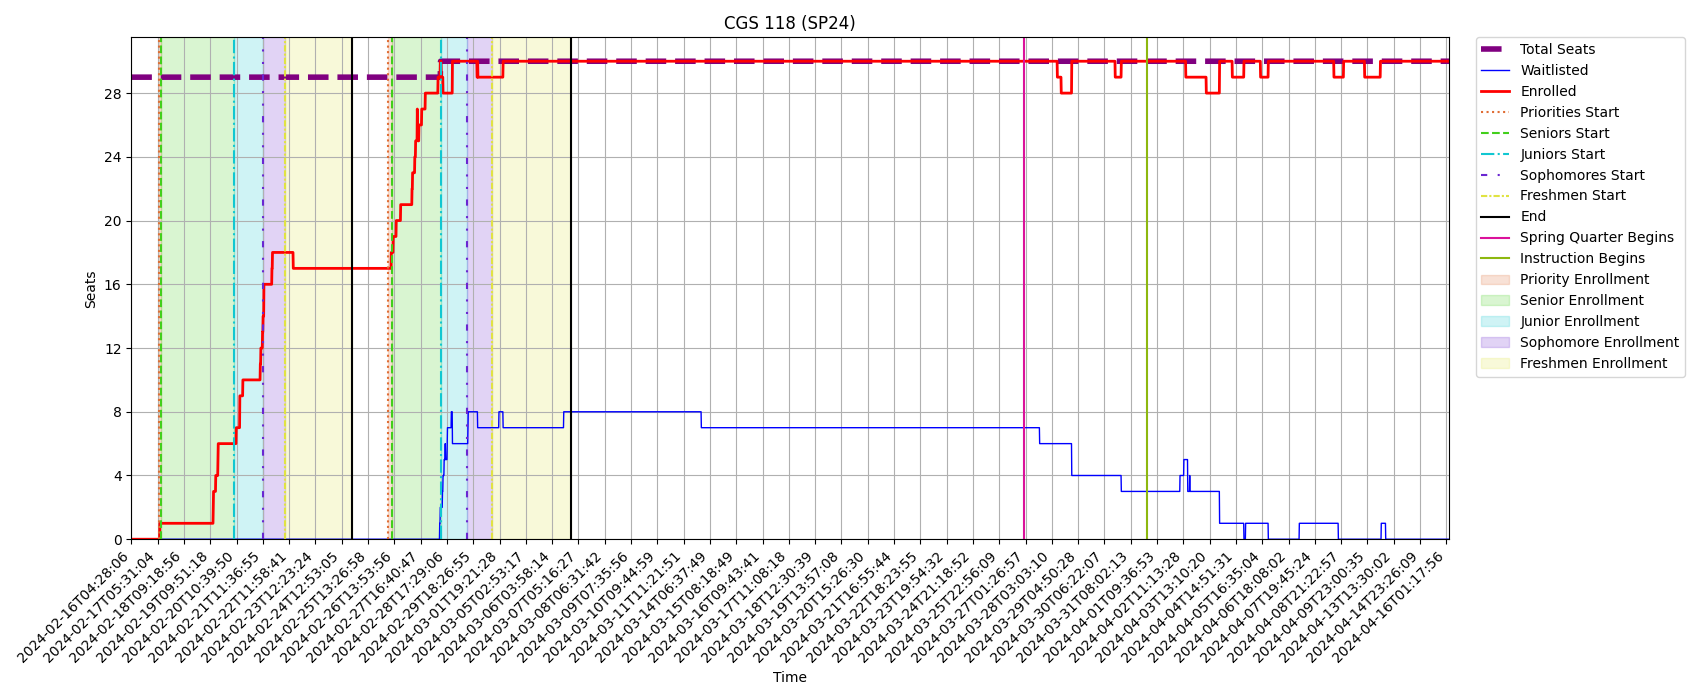 CGS 118 (SP24)
Total Seats
Waitlisted
Enrolled
Priorities Start
Seniors Start
Juniors Start
Sophomores Start
Freshmen Start
End
Spring Quarter Begins
Instruction Begins
Priority Enrollment
Senior Enrollment
Junior Enrollment
Sophomore Enrollment
Freshmen Enrollment
Seats
28
24
20
16
12
8
4
0
2024-02-16T04:28:06
2024-02-17T05:31:04
2024-02-18T09:18:56
2024-02-19T09:51:18
2024-02-20T10:39:50
2024-02-21T11:36:55
2024-02-22T11:58:41
2024-02-23T12:23:24
2024-02-24T12:53:05
2024-02-25T13:26:58
2024-02-26T13:53:56
2024-02-27T16:40:47
2024-02-28T17:29:06
2024-02-29T18:26:55
2024-03-01T19:21:28
2024-03-05T02:53:17
2024-03-06T03:58:14
2024-03-07T05:16:27
2024-03-08T06:31:42
2024-03-09T07:35:56
2024-03-10T09:44:59
2024-03-11T11:21:51
2024-03-14T06:37:49
2024-03-15T08:18:49
2024-03-16T09:43:41
2024-03-17T11:08:18
2024-03-18T12:30:39
2024-03-19T13:57:08
2024-03-20T15:26:30
2024-03-21T16:55:44
2024-03-22T18:23:55
2024-03-23T19:54:32
2024-03-24T21:18:52
2024-03-25T22:56:09
2024-03-27T01:26:57
2024-03-28T03:03:10
2024-03-29T04:50:28
2024-03-30T06:22:07
2024-03-31T08:02:13
2024-04-01T09:36:53
2024-04-02T11:13:28
2024-04-03T13:10:20
2024-04-04T14:51:31
2024-04-05T16:35:04
2024-04-06T18:08:02
2024-04-07T19:45:24
2024-04-08T21:22:57
2024-04-09T23:00:35
2024-04-13T13:30:02
2024-04-14T23:26:09
2024-04-16T01:17:56
Time